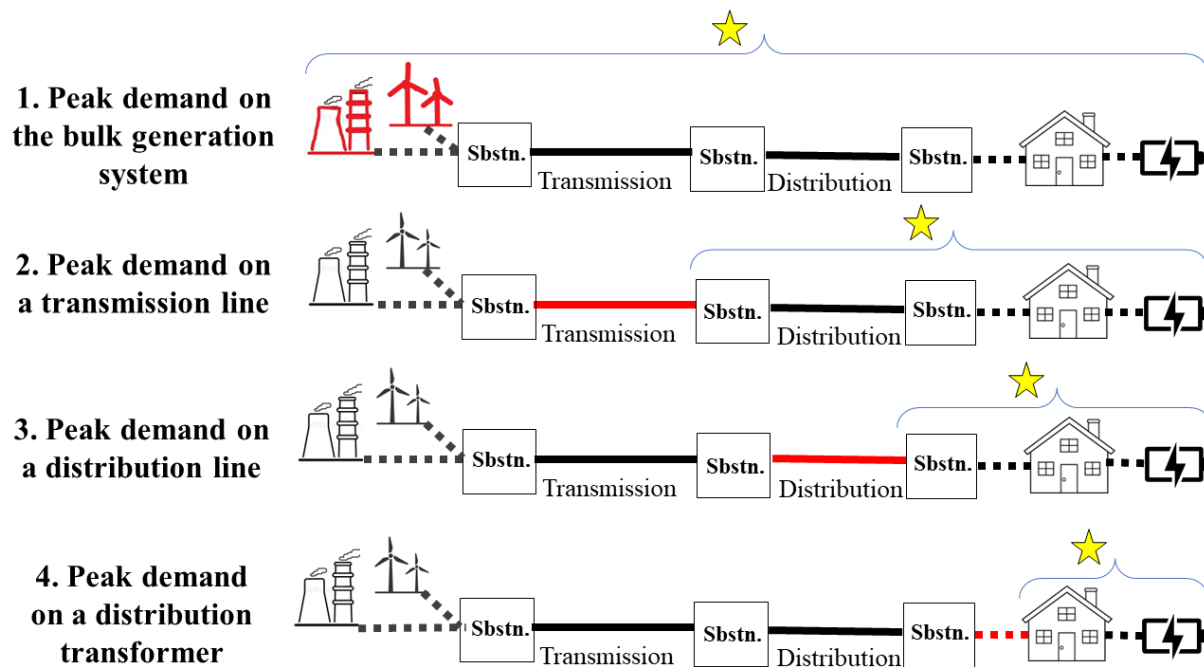 1. Peak demand on
the bulk generation
system
Sbstn.
Transmission
Sbstn.
Distribution
Sbstn.
2. Peak demand on
a transmission line
Sbstn.
Transmission
Sbstn.
Distribution
Sbstn.
3. Peak demand on
a distribution line
Sbstn.
Transmission
Sbstn.
Distribution
Sbstn.
4. Peak demand
on a distribution
transformer
Sbstn.
Transmission
Sbstn.
Distribution
Sbstn.